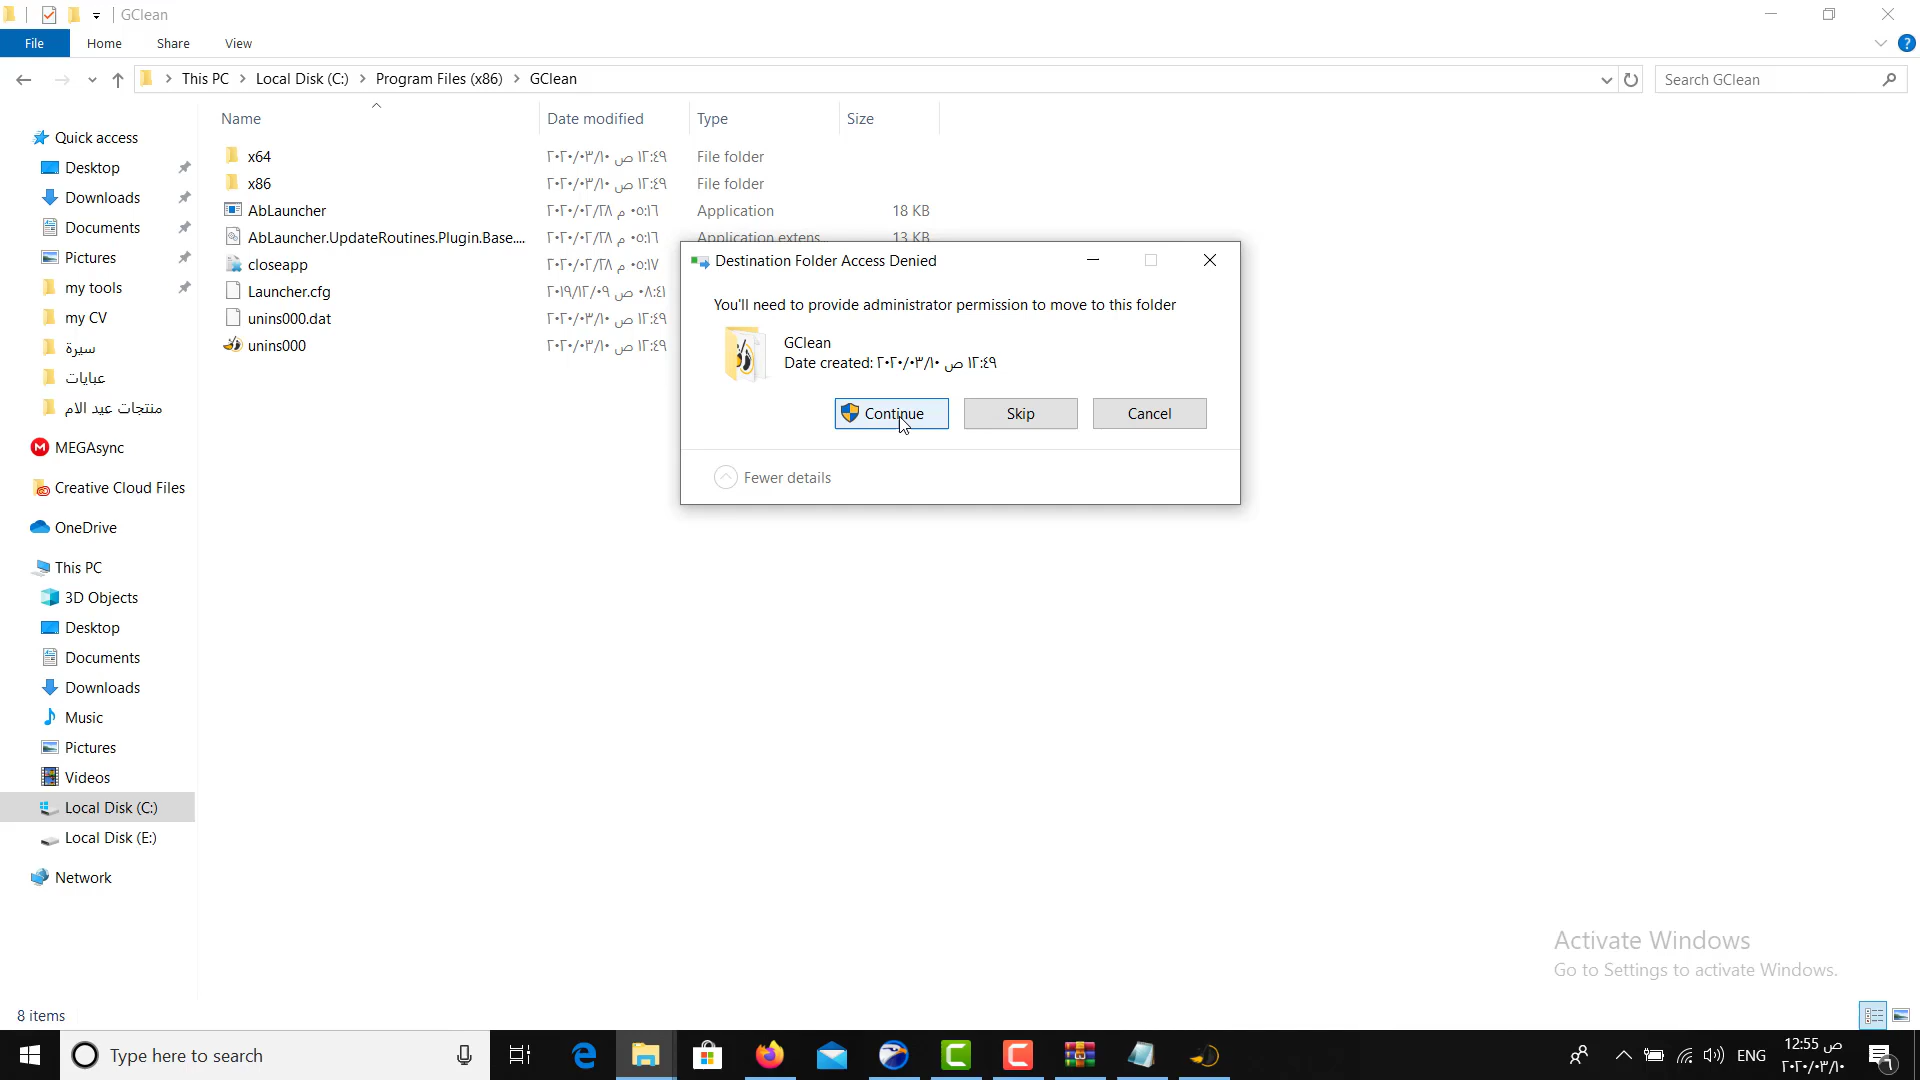 GClean
File
Home
Share
View
This PC
Local Disk (C:)
Program Files (x86)
GClean
Search GClean
Name
Date modified
Type
Size
Quick access
Desktop
Downloads
Documents
Pictures
my tools
my CV
سيرة
عبايات
منتجات عيد الام
MEGAsync
Creative Cloud Files
OneDrive
This PC
3D Objects
Desktop
Documents
Downloads
Music
Pictures
Videos
Local Disk (C:)
Local Disk (E:)
Network
x64 ٢٠٢٠/٠٣/١٠ ص ١٢:٤٩ File folder
x86 ٢٠٢٠/٠٣/١٠ ص ١٢:٤٩ File folder
AbLauncher ٢٠٢٠/٠٢/٢٨ م ٠٥:١٦ Application 18 KB
AbLauncher.UpdateRoutines.Plugin.Base.... ٢٠٢٠/٠٢/٢٨ م ٠٥:١٦ Application extens... 13 KB
closeapp ٢٠٢٠/٠٢/٢٨ م ٠٥:١٧
Launcher.cfg ٢٠١٩/١٢/٠٩ ص ٠٨:٤١
unins000.dat ٢٠٢٠/٠٣/١٠ ص ١٢:٤٩
unins000 ٢٠٢٠/٠٣/١٠ ص ١٢:٤٩
Destination Folder Access Denied
You'll need to provide administrator permission to move to this folder
GClean
Date created: ٢٠٢٠/٠٣/١٠ ص ١٢:٤٩
Continue
Skip
Cancel
Fewer details
Activate Windows
Go to Settings to activate Windows.
8 items
Type here to search
ENG
12:55 ص
٢٠٢٠/٠٣/١٠
٦